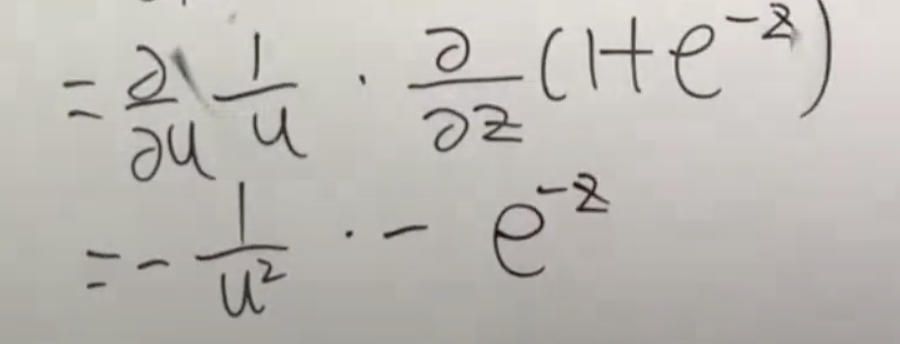 = ∂/∂u 1/u · ∂/∂z (1+e^{-z})
= - 1/u² · - e^{-z}